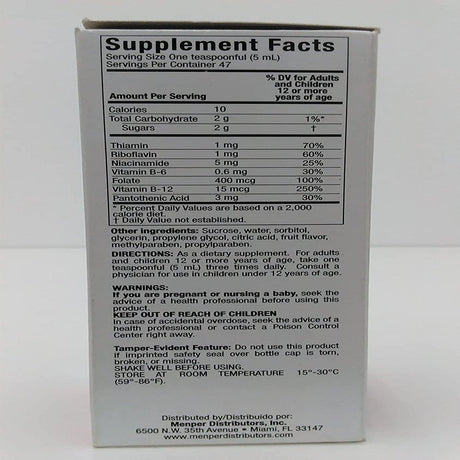 Supplement Facts
Serving Size One teaspoonful (5 mL)
Servings Per Container 47
Amount Per Serving
% DV for Adults
and Children
12 or more
years of age
Calories 10
Total Carbohydrate 2 g 1%*
Sugars 2 g †
Thiamin 1 mg 70%
Riboflavin 1 mg 60%
Niacinamide 5 mg 25%
Vitamin B-6 0.6 mg 30%
Folate 400 mcg 100%
Vitamin B-12 15 mcg 250%
Pantothenic Acid 3 mg 30%
* Percent Daily Values are based on a 2,000
calorie diet.
† Daily Value not established.
Other ingredients: Sucrose, water, sorbitol,
glycerin, propylene glycol, citric acid, fruit flavor,
methylparaben, propylparaben.
DIRECTIONS: As a dietary supplement. For adults
and children 12 or more years of age, take one
teaspoonful (5 mL) three times daily. Consult a
physician for use in children under 12 years of age.
WARNINGS:
If you are pregnant or nursing a baby, seek the
advice of a health professional before using this
product.
KEEP OUT OF REACH OF CHILDREN
In case of accidental overdose, seek the advice of a
health professional or contact a Poison Control
Center right away.
Tamper-Evident Feature: Do not use this product
if imprinted safety seal over bottle cap is torn,
broken, or missing.
SHAKE WELL BEFORE USING.
STORE AT ROOM TEMPERATURE 15°-30°C
(59°-86°F).
Distributed by/Distribuido por:
Menper Distributors, Inc.
6500 N.W. 35th Avenue • Miami, FL 33147
www.menperdistributors.com